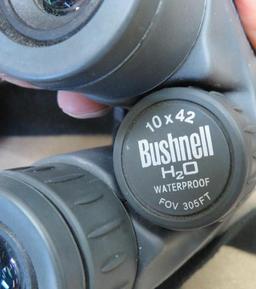 10 x 42
Bushnell
H₂O
WATERPROOF
FOV 305FT